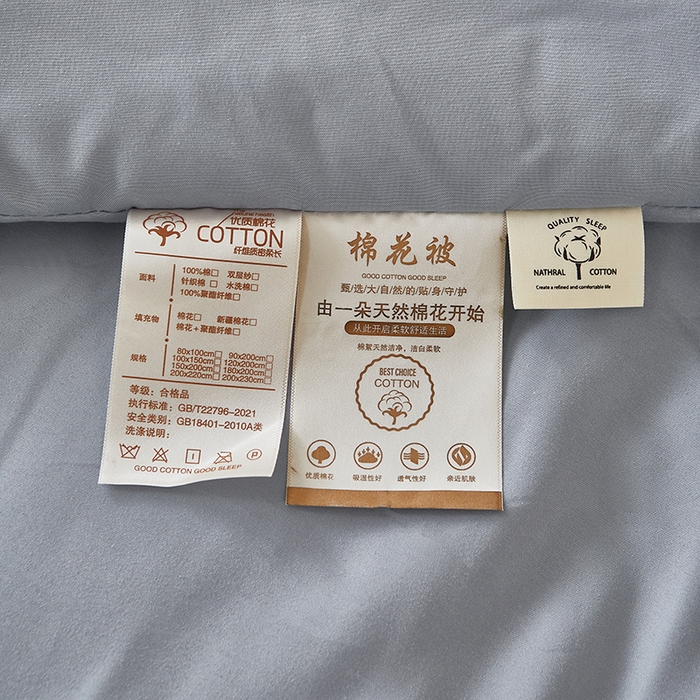 natural health
优质棉花
COTTON
纤维质密柔长
面料
100%棉□ 双层纱□
针织棉 □ 水洗棉□
100%聚酯纤维□
填充物
棉花□ 新疆棉花□
棉花+聚酯纤维□
规格
80x100cm□ 90x200cm□
100x150cm□ 120x200cm□
150x200cm□ 180x200cm□
200x220cm□ 200x230cm□
等级：合格品
执行标准：GB/T22796-2021
安全类别：GB18401-2010A类
洗涤说明：
GOOD COTTON GOOD SLEEP
棉花被
GOOD COTTON GOOD SLEEP
甄/选/大/自/然/的/贴/身/守/护
由一朵天然棉花开始
从此开启柔软舒适生活
棉絮天然洁净，洁白柔软
BEST CHOICE
COTTON
优质棉花 吸湿性好 透气性好 亲近肌肤
QUALITY SLEEP
NATHRAL COTTON
Create a refined and comfortable life